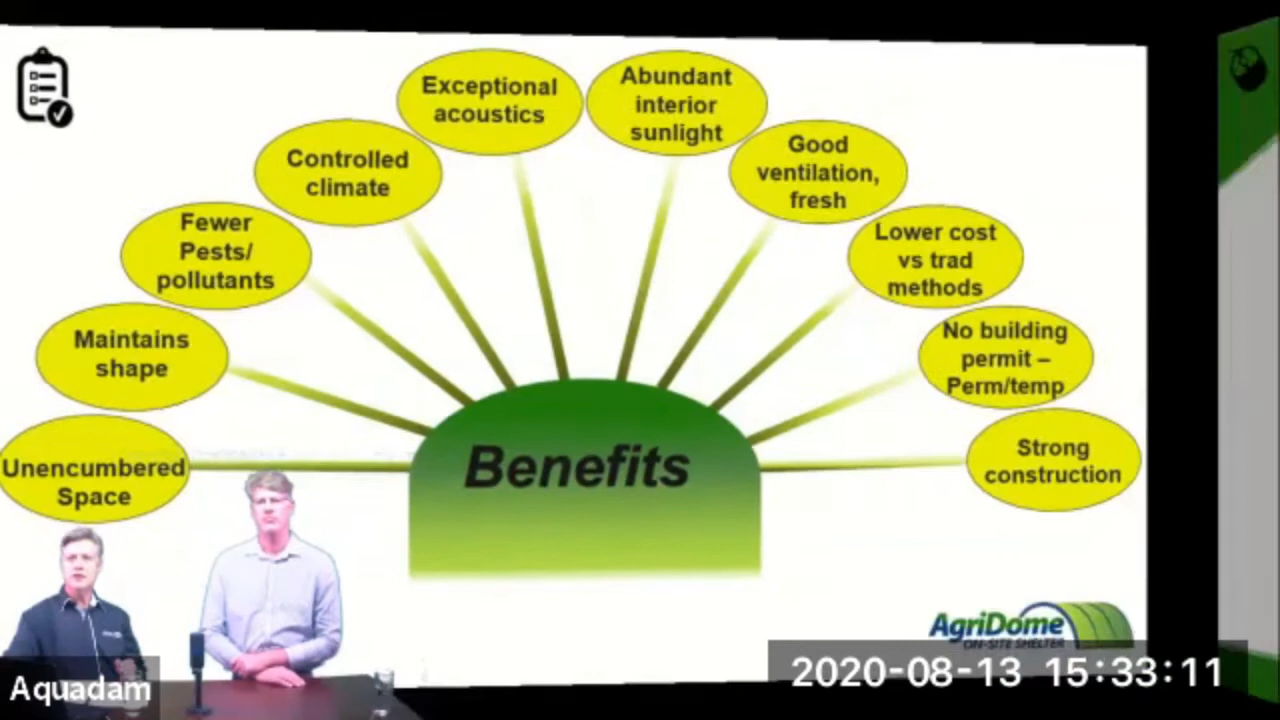 Exceptional
acoustics
Abundant
interior
sunlight
Controlled
climate
Good
ventilation,
fresh
Fewer
Pests/
pollutants
Lower cost
vs trad
methods
Maintains
shape
No building
permit –
Perm/temp
Unencumbered
Space
Benefits
Strong
construction
AgriDome
ON-SITE SHELTER
Aquadam
2020-08-13 15:33:11